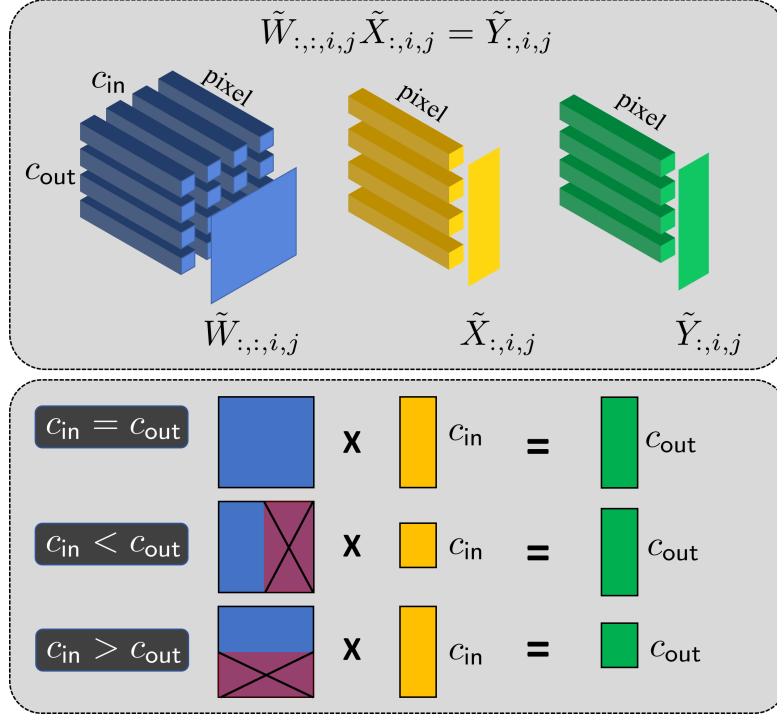 W̃:,:,i,j X̃:,i,j = Ỹ:,i,j
c_in pixel pixel pixel
c_out
W̃:,:,i,j X̃:,i,j Ỹ:,i,j
c_in = c_out X c_in = c_out
c_in < c_out X c_in = c_out
c_in > c_out X c_in = c_out